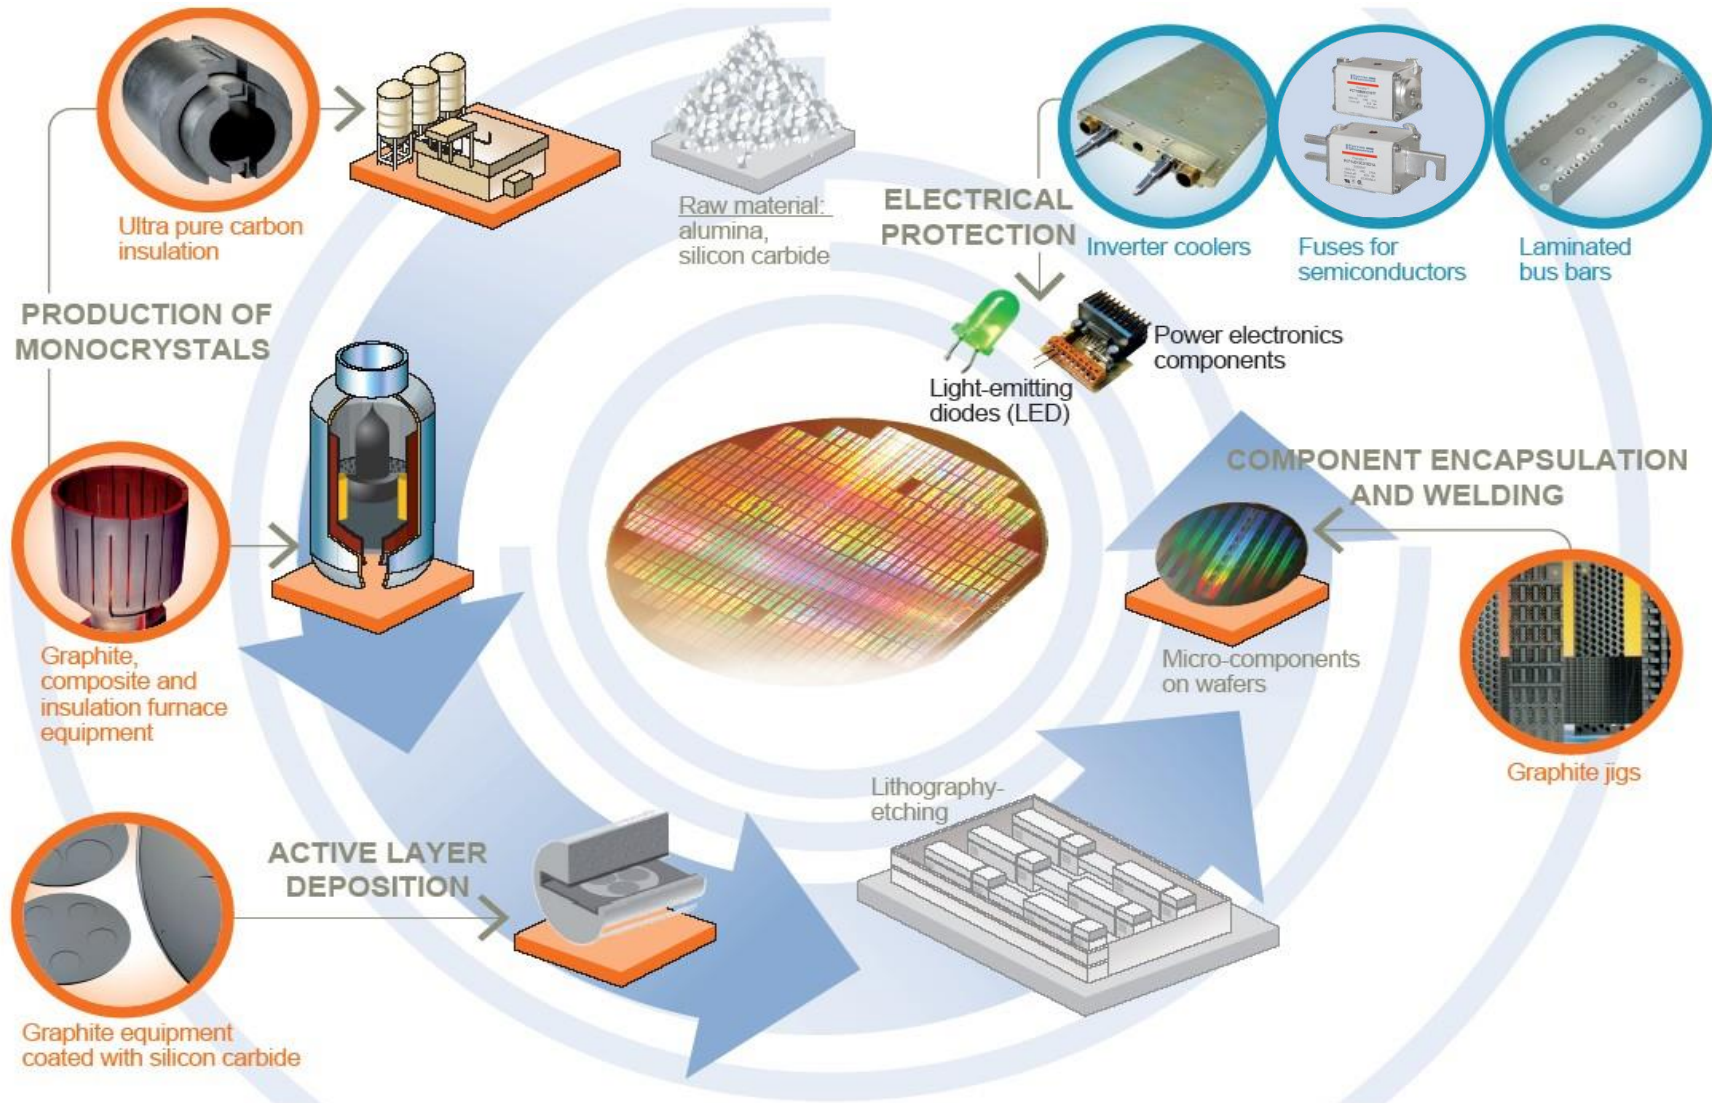 Ultra pure carbon
insulation
Raw material:
alumina,
silicon carbide
ELECTRICAL
PROTECTION
Inverter coolers
Fuses for
semiconductors
Laminated
bus bars
PRODUCTION OF
MONOCRYSTALS
Power electronics
components
Light-emitting
diodes (LED)
COMPONENT ENCAPSULATION
AND WELDING
Graphite,
composite and
insulation furnace
equipment
Micro-components
on wafers
Graphite jigs
Lithography-
etching
ACTIVE LAYER
DEPOSITION
Graphite equipment
coated with silicon carbide